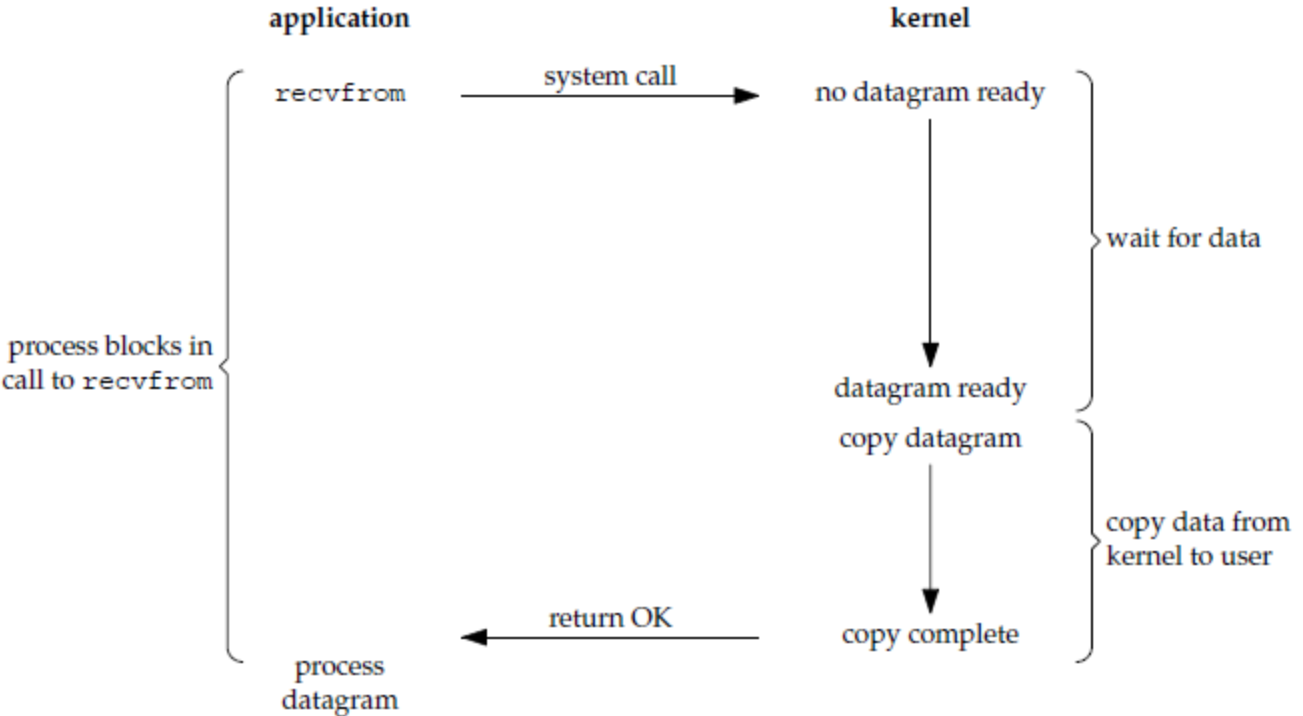 application
kernel
recvfrom
system call
no datagram ready
wait for data
process blocks in
call to recvfrom
datagram ready
copy datagram
copy data from
kernel to user
return OK
copy complete
process
datagram